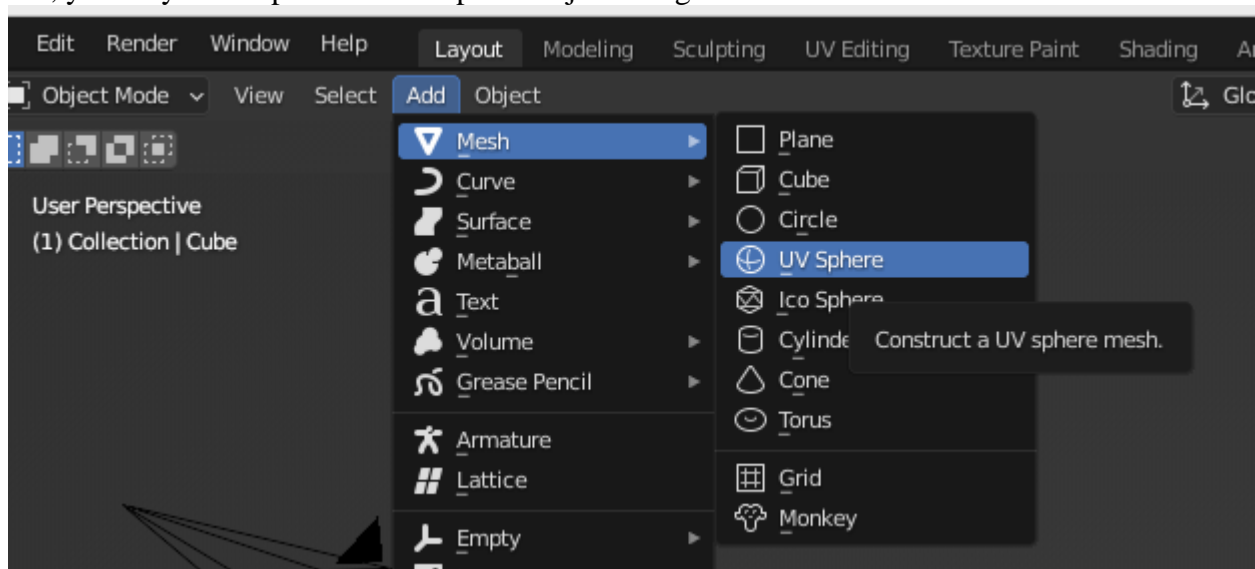 Edit Render Window Help Layout Modeling Sculpting UV Editing Texture Paint Shading
Object Mode View Select Add Object
User Perspective
(1) Collection | Cube
Mesh
Curve
Surface
Metaball
Text
Volume
Grease Pencil
Armature
Lattice
Empty
Plane
Cube
Circle
UV Sphere
Ico Sphere
Cylinde
Cone
Torus
Grid
Monkey
Construct a UV sphere mesh.